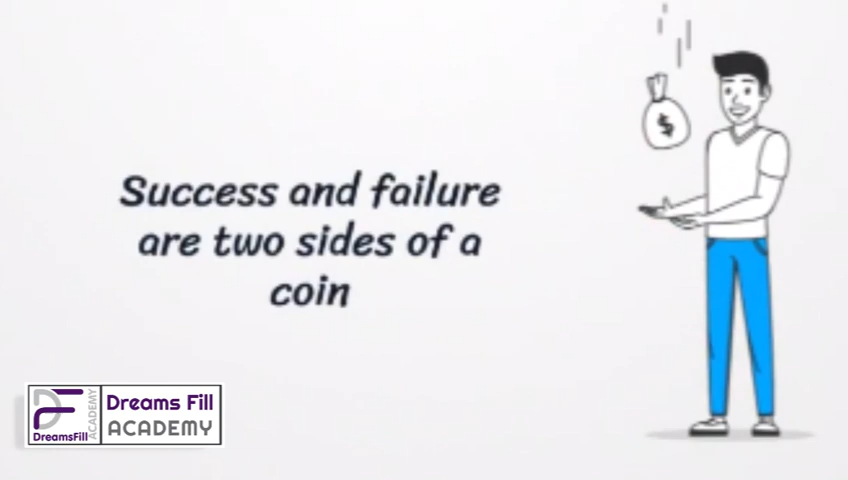 Success and failure
are two sides of a
coin
$
DreamsFill
ACADEMY
Dreams Fill
ACADEMY